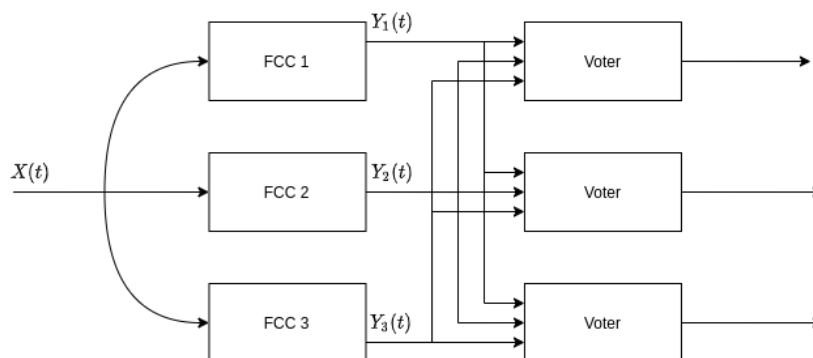 Y₁(t)
FCC 1
Voter
X(t)
FCC 2
Y₂(t)
Voter
FCC 3
Y₃(t)
Voter